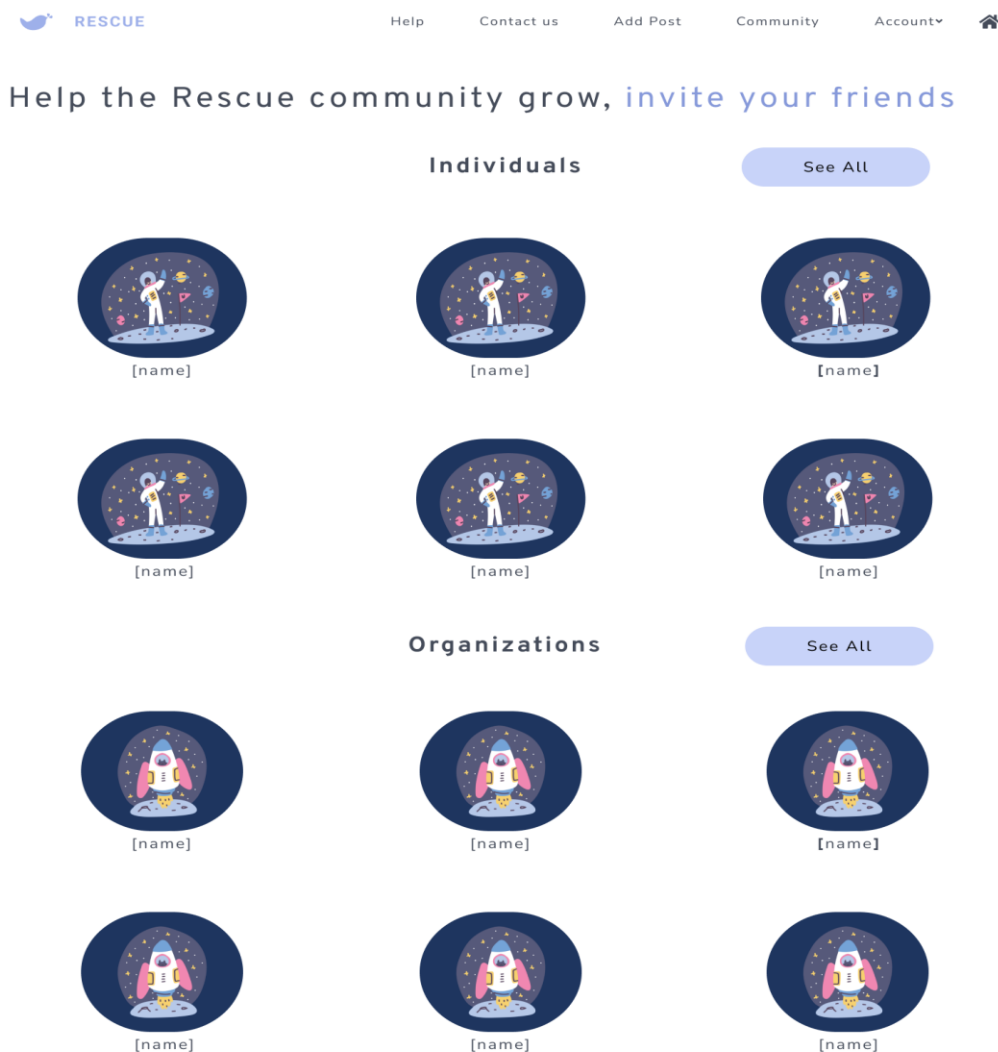 RESCUE Help Contact us Add Post Community Account
Help the Rescue community grow, invite your friends
Individuals See All
[name] [name] [name]
[name] [name] [name]
Organizations See All
[name] [name] [name]
[name] [name] [name]